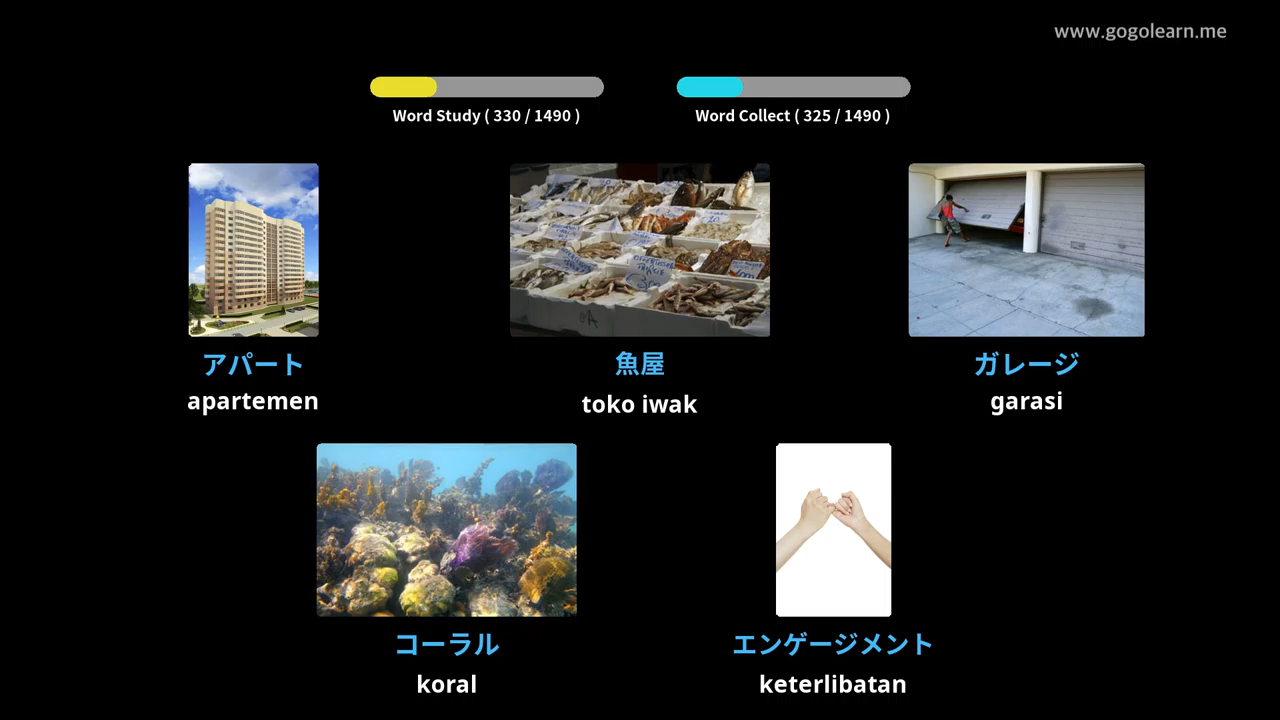 www.gogolearn.me
Word Study ( 330 / 1490 )
Word Collect ( 325 / 1490 )
アパート
apartemen
魚屋
toko iwak
ガレージ
garasi
コーラル
koral
エンゲージメント
keterlibatan